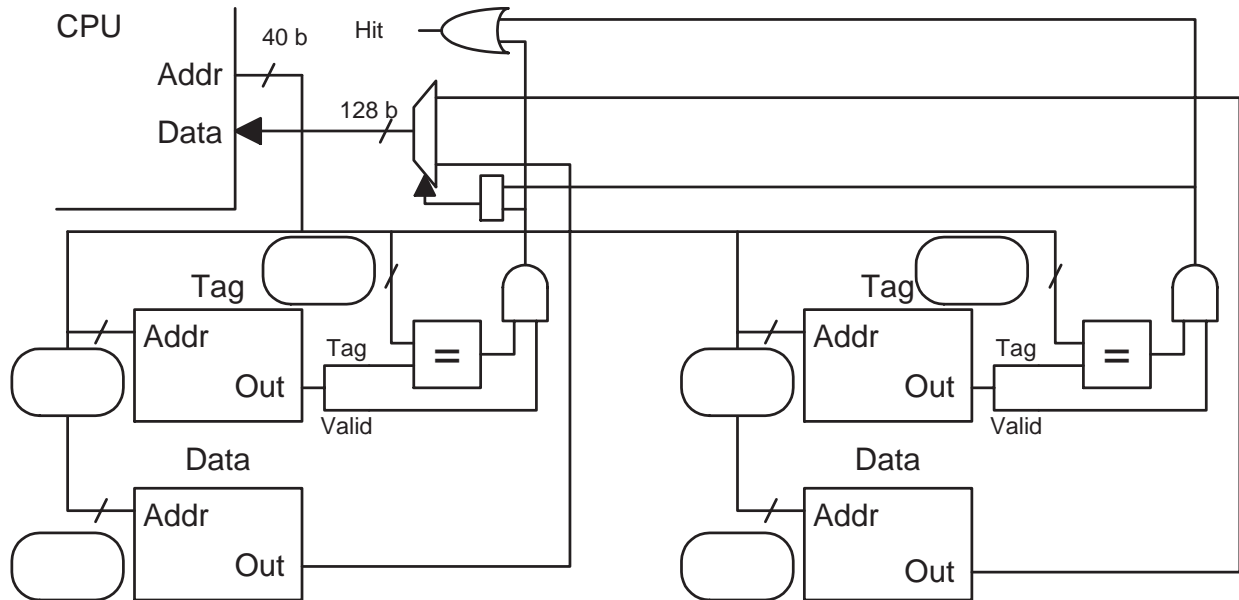 CPU
40 b
Hit
Addr
128 b
Data
Tag
Tag
Addr
Tag
=
Out
Valid
Addr
Tag
=
Out
Valid
Data
Data
Addr
Out
Addr
Out